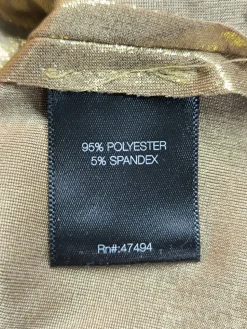 95% POLYESTER
5% SPANDEX
Rn#:47494